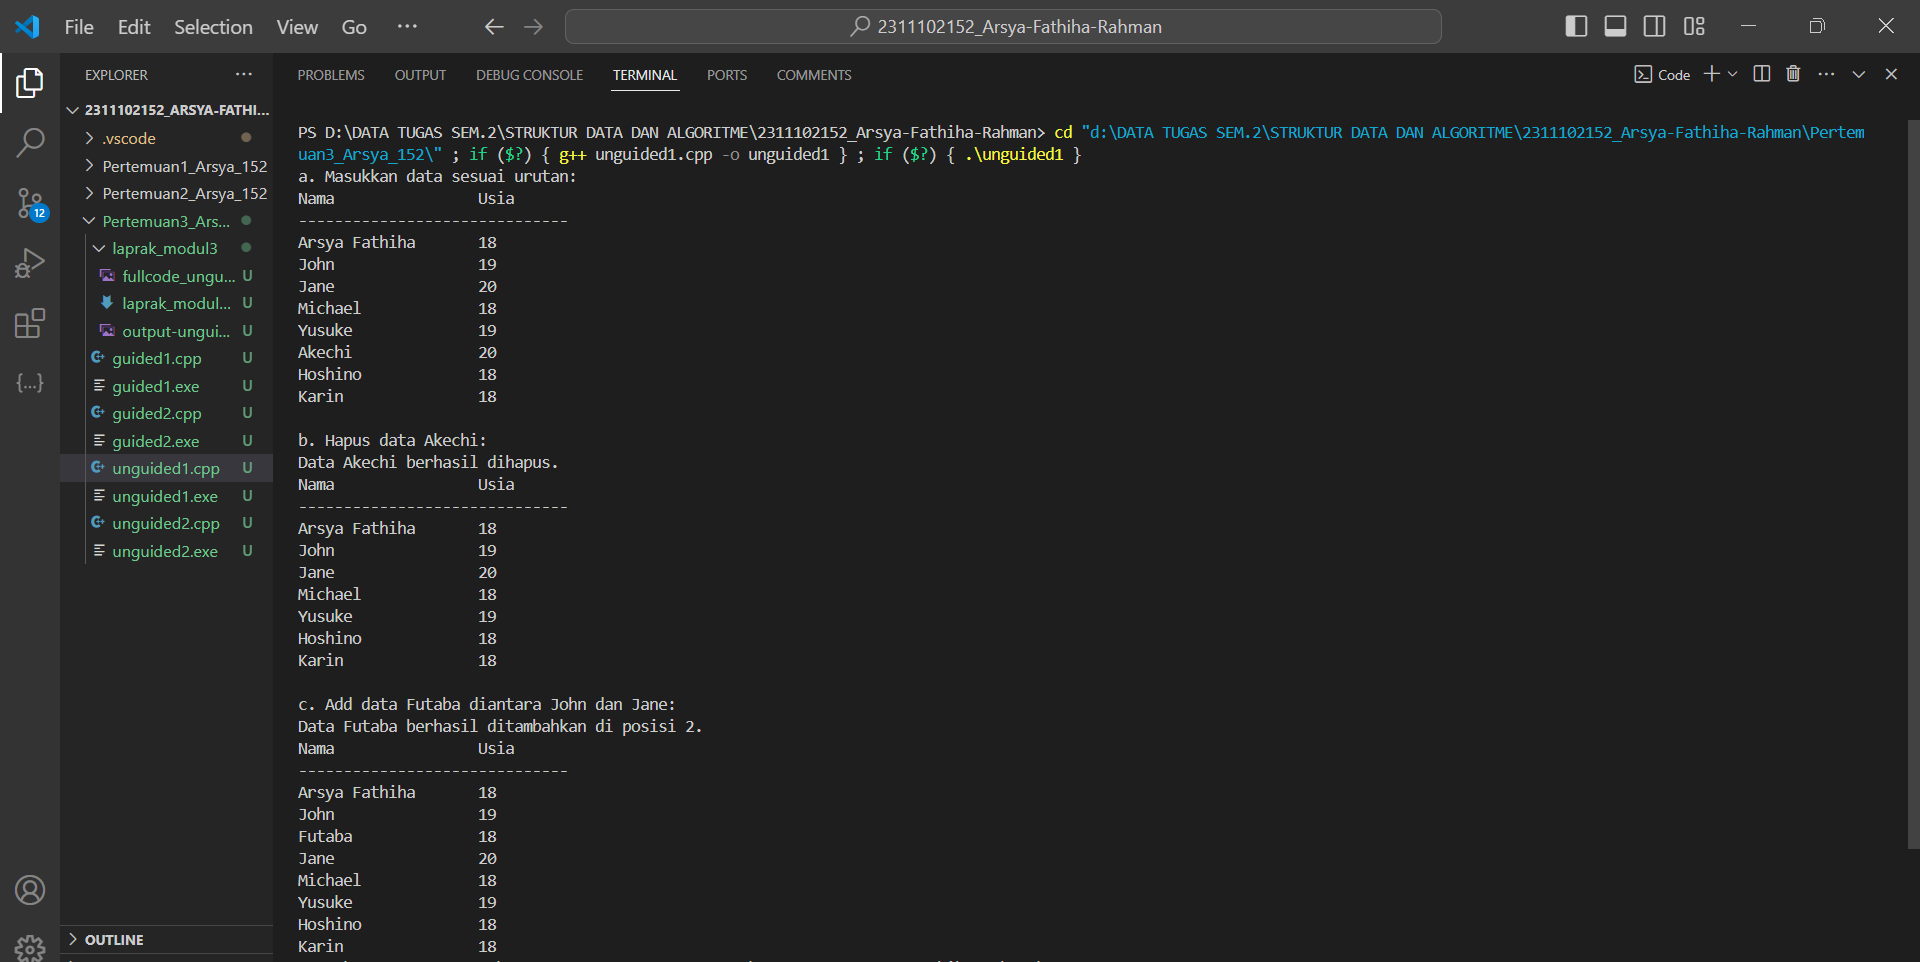 File Edit Selection View Go ...
2311102152_Arsya-Fathiha-Rahman
EXPLORER
2311102152_ARSYA-FATHI...
.vscode
Pertemuan1_Arsya_152
Pertemuan2_Arsya_152
12
Pertemuan3_Ars...
laprak_modul3
fullcode_ungu... U
laprak_modul... U
output-ungui... U
guided1.cpp U
guided1.exe U
guided2.cpp U
guided2.exe U
unguided1.cpp U
unguided1.exe U
unguided2.cpp U
unguided2.exe U
OUTLINE
PROBLEMS OUTPUT DEBUG CONSOLE TERMINAL PORTS COMMENTS
Code
PS D:\DATA TUGAS SEM.2\STRUKTUR DATA DAN ALGORITME\2311102152_Arsya-Fathiha-Rahman> cd "d:\DATA TUGAS SEM.2\STRUKTUR DATA DAN ALGORITME\2311102152_Arsya-Fathiha-Rahman\Pertem
uan3_Arsya_152\" ; if ($?) { g++ unguided1.cpp -o unguided1 } ; if ($?) { .\unguided1 }
a. Masukkan data sesuai urutan:
Nama Usia
------------------------------
Arsya Fathiha 18
John 19
Jane 20
Michael 18
Yusuke 19
Akechi 20
Hoshino 18
Karin 18
b. Hapus data Akechi:
Data Akechi berhasil dihapus.
Nama Usia
------------------------------
Arsya Fathiha 18
John 19
Jane 20
Michael 18
Yusuke 19
Hoshino 18
Karin 18
c. Add data Futaba diantara John dan Jane:
Data Futaba berhasil ditambahkan di posisi 2.
Nama Usia
------------------------------
Arsya Fathiha 18
John 19
Futaba 18
Jane 20
Michael 18
Yusuke 19
Hoshino 18
Karin 18